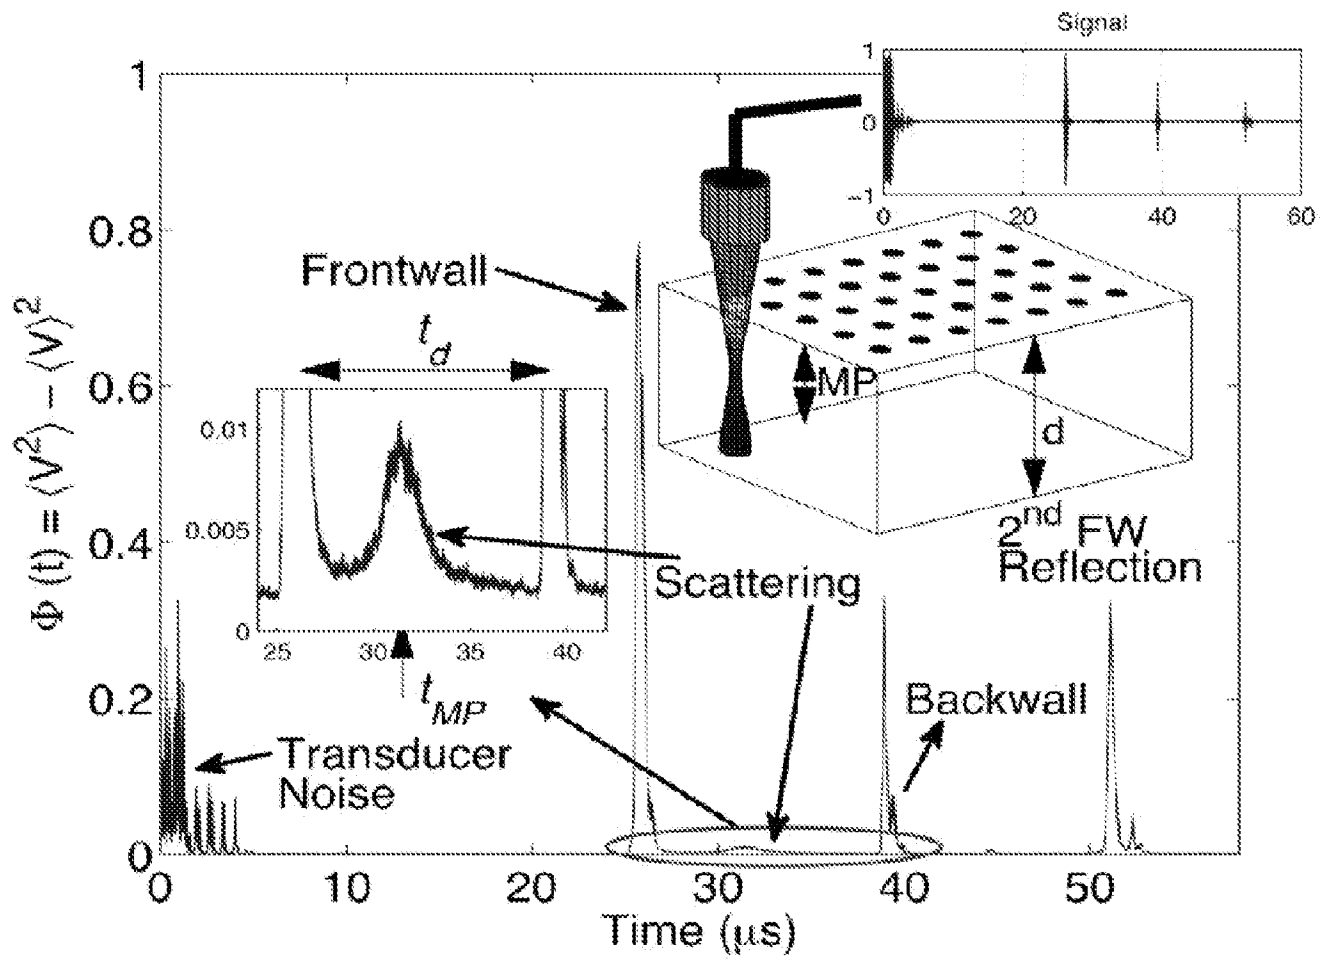 Signal
1
0
−1
0
20
40
60
1
0.8
0.6
0.4
0.2
0
Φ (t) = ⟨V²⟩ − ⟨V⟩²
Frontwall
t_d
0.01
0.005
0
25
30
35
40
t_MP
MP
d
2nd FW
Reflection
Scattering
Backwall
Transducer
Noise
0
10
20
30
40
50
Time (μs)